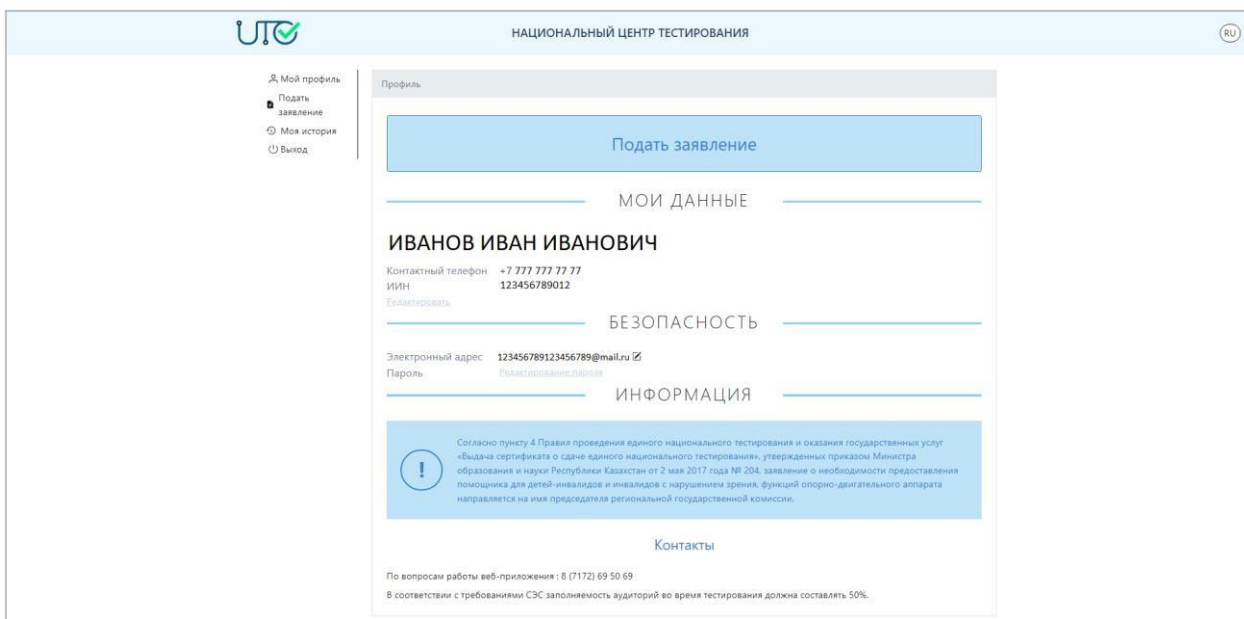 UTO
НАЦИОНАЛЬНЫЙ ЦЕНТР ТЕСТИРОВАНИЯ
RU
Мой профиль
Подать
заявление
Моя история
Выход
Профиль
Подать заявление
МОИ ДАННЫЕ
ИВАНОВ ИВАН ИВАНОВИЧ
Контактный телефон +7 777 777 77 77
ИИН 123456789012
Редактировать
БЕЗОПАСНОСТЬ
Электронный адрес 123456789123456789@mail.ru
Пароль Редактирование пароля
ИНФОРМАЦИЯ
Согласно пункту 4 Правил проведения единого национального тестирования и оказания государственных услуг
«Выдача сертификата о сдаче единого национального тестирования», утвержденных приказом Министра
образования и науки Республики Казахстан от 2 мая 2017 года № 204, заявление о необходимости предоставления
помощника для детей-инвалидов и инвалидов с нарушением зрения, функций опорно-двигательного аппарата
направляется на имя председателя региональной государственной комиссии.
Контакты
По вопросам работы веб-приложения : 8 (7172) 69 50 69
В соответствии с требованиями СЭС заполняемость аудиторий во время тестирования должна составлять 50%.